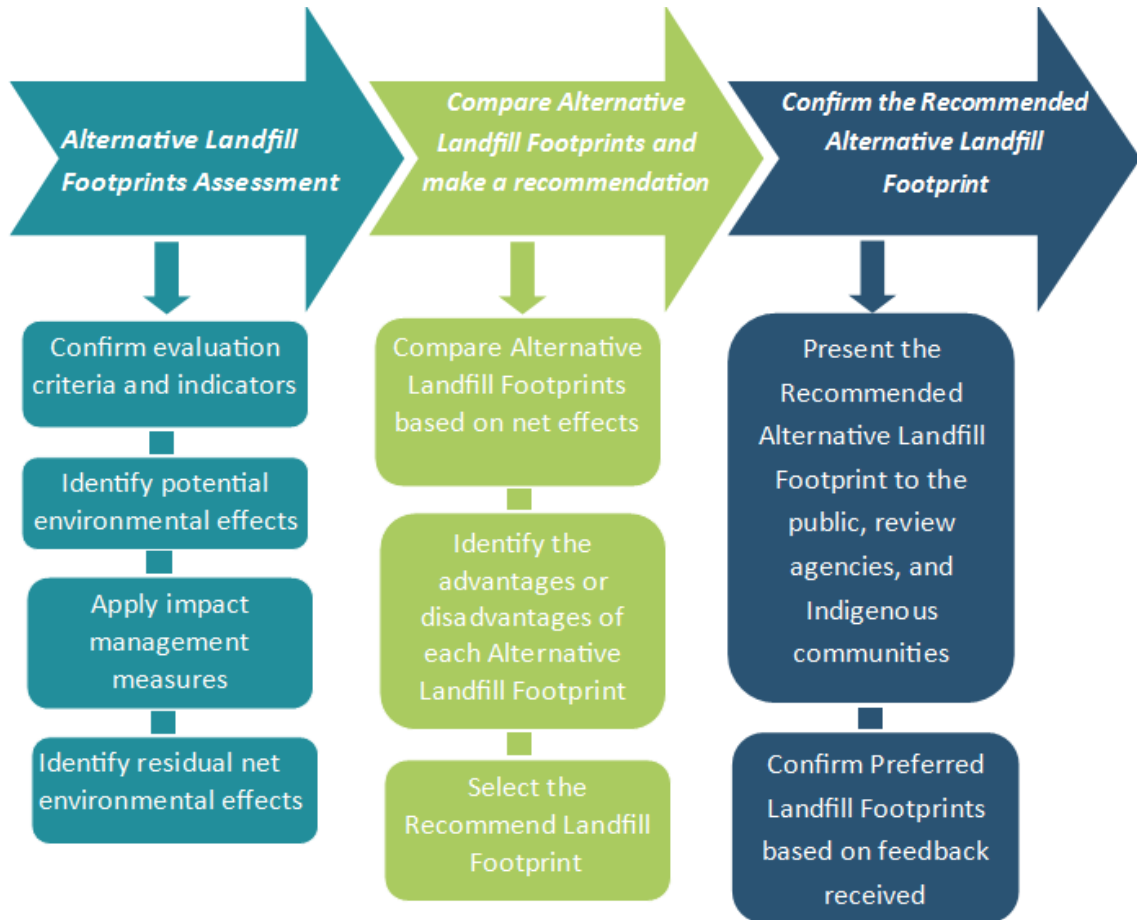 Alternative Landfill
Footprints Assessment
Compare Alternative
Landfill Footprints and
make a recommendation
Confirm the Recommended
Alternative Landfill
Footprint
Confirm evaluation
criteria and indicators
Identify potential
environmental effects
Apply impact
management
measures
Identify residual net
environmental effects
Compare Alternative
Landfill Footprints
based on net effects
Identify the
advantages or
disadvantages of
each Alternative
Landfill Footprint
Select the
Recommend Landfill
Footprint
Present the
Recommended
Alternative Landfill
Footprint to the
public, review
agencies, and
Indigenous
communities
Confirm Preferred
Landfill Footprints
based on feedback
received